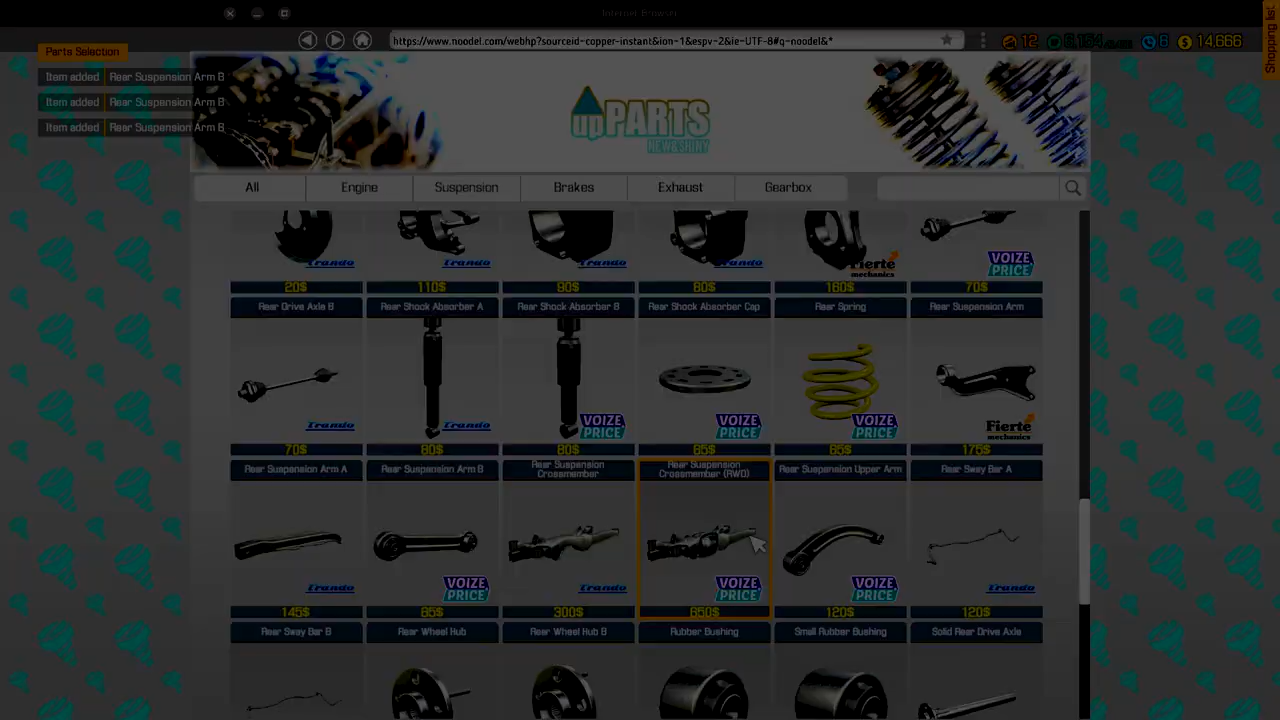 Internet Browser
https://www.noodel.com/webhp?sourceid-copper-instant&ion-1&espv-2&ie-UTF-8#q-noodel&*
12
6
14,666
Shopping list
Parts Selection
Item added Rear Suspension Arm B
Item added Rear Suspension Arm B
Item added Rear Suspension Arm B
upPARTS
NEW&SHINY
All Engine Suspension Brakes Exhaust Gearbox
Trando Trando Trando Trando Fierte mechanics VOIZE PRICE
20$ 110$ 90$ 60$ 160$ 70$
Rear Drive Axle B Rear Shock Absorber A Rear Shock Absorber B Rear Shock Absorber Cap Rear Spring Rear Suspension Arm
Trando Trando VOIZE PRICE VOIZE PRICE VOIZE PRICE Fierte mechanics
70$ 80$ 80$ 65$ 65$ 175$
Rear Suspension Arm A Rear Suspension Arm B Rear Suspension Crossmember Rear Suspension Crossmember (RWD) Rear Suspension Upper Arm Rear Sway Bar A
Trando VOIZE PRICE Trando VOIZE PRICE VOIZE PRICE Trando
145$ 85$ 300$ 650$ 120$ 120$
Rear Sway Bar B Rear Wheel Hub Rear Wheel Hub B Rubber Bushing Small Rubber Bushing Solid Rear Drive Axle